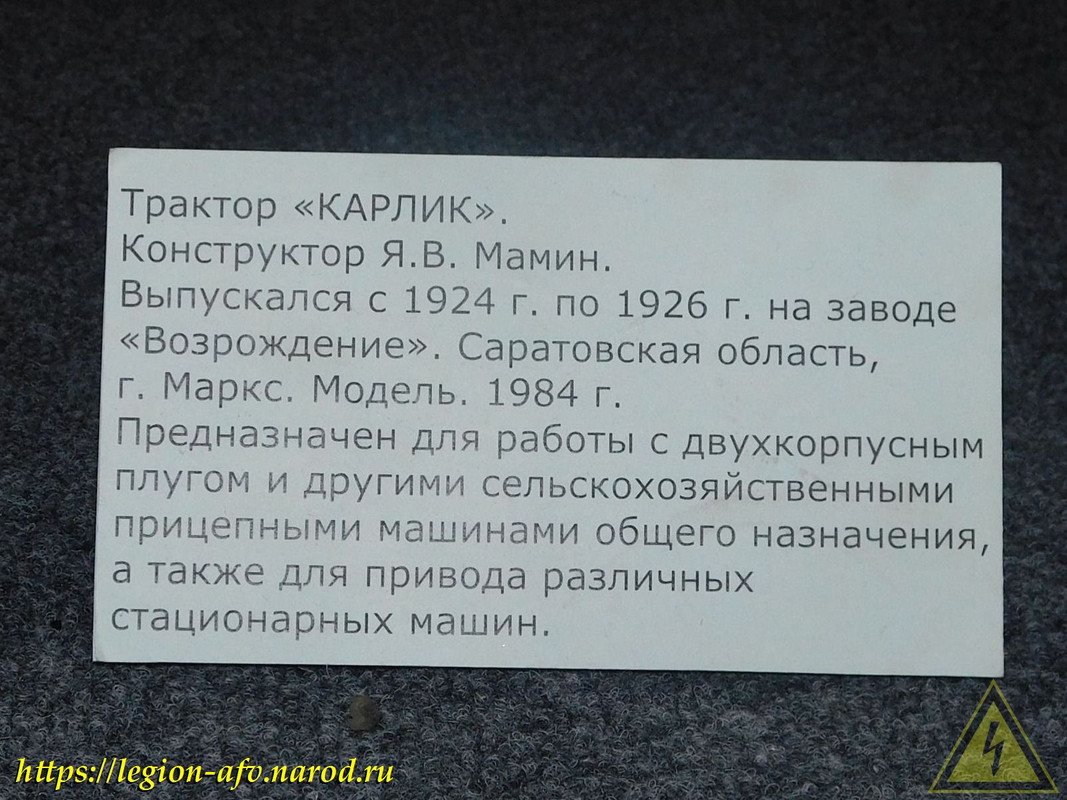 Трактор «КАРЛИК».
Конструктор Я.В. Мамин.
Выпускался с 1924 г. по 1926 г. на заводе
«Возрождение». Саратовская область,
г. Маркс. Модель. 1984 г.
Предназначен для работы с двухкорпусным
плугом и другими сельскохозяйственными
прицепными машинами общего назначения,
а также для привода различных
стационарных машин.
https://legion-afv.narod.ru